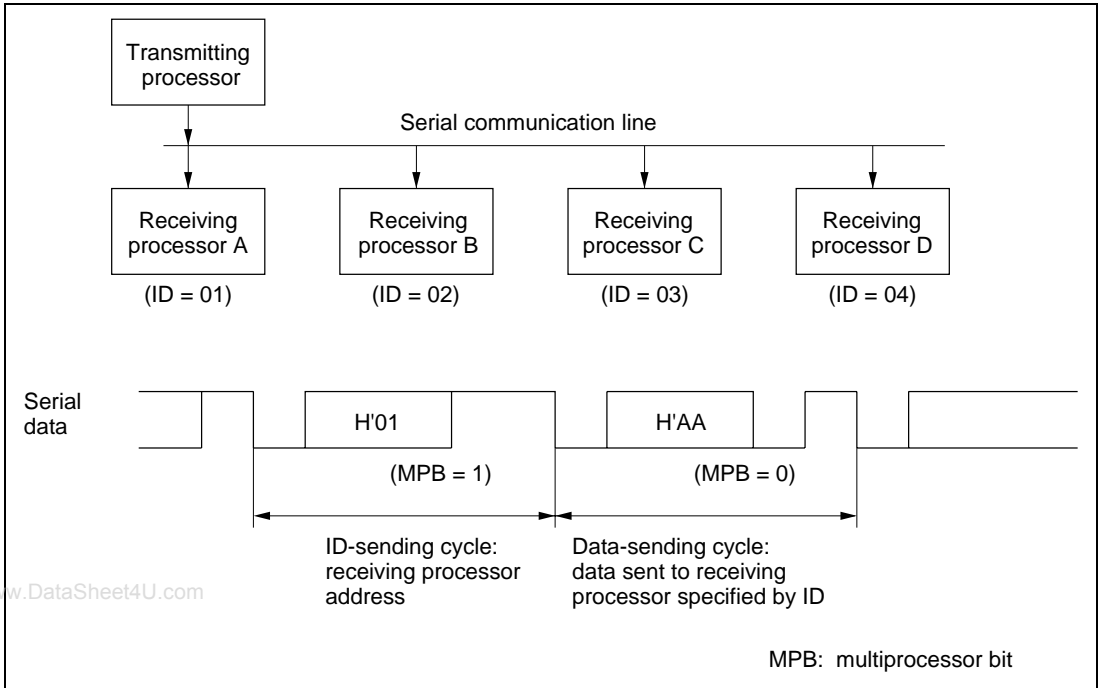 Transmitting
processor
Serial communication line
Receiving
processor A
Receiving
processor B
Receiving
processor C
Receiving
processor D
(ID = 01)
(ID = 02)
(ID = 03)
(ID = 04)
Serial
data
H'01
H'AA
(MPB = 1)
(MPB = 0)
ID-sending cycle:
receiving processor
address
Data-sending cycle:
data sent to receiving
processor specified by ID
w.DataSheet4U.com
MPB: multiprocessor bit